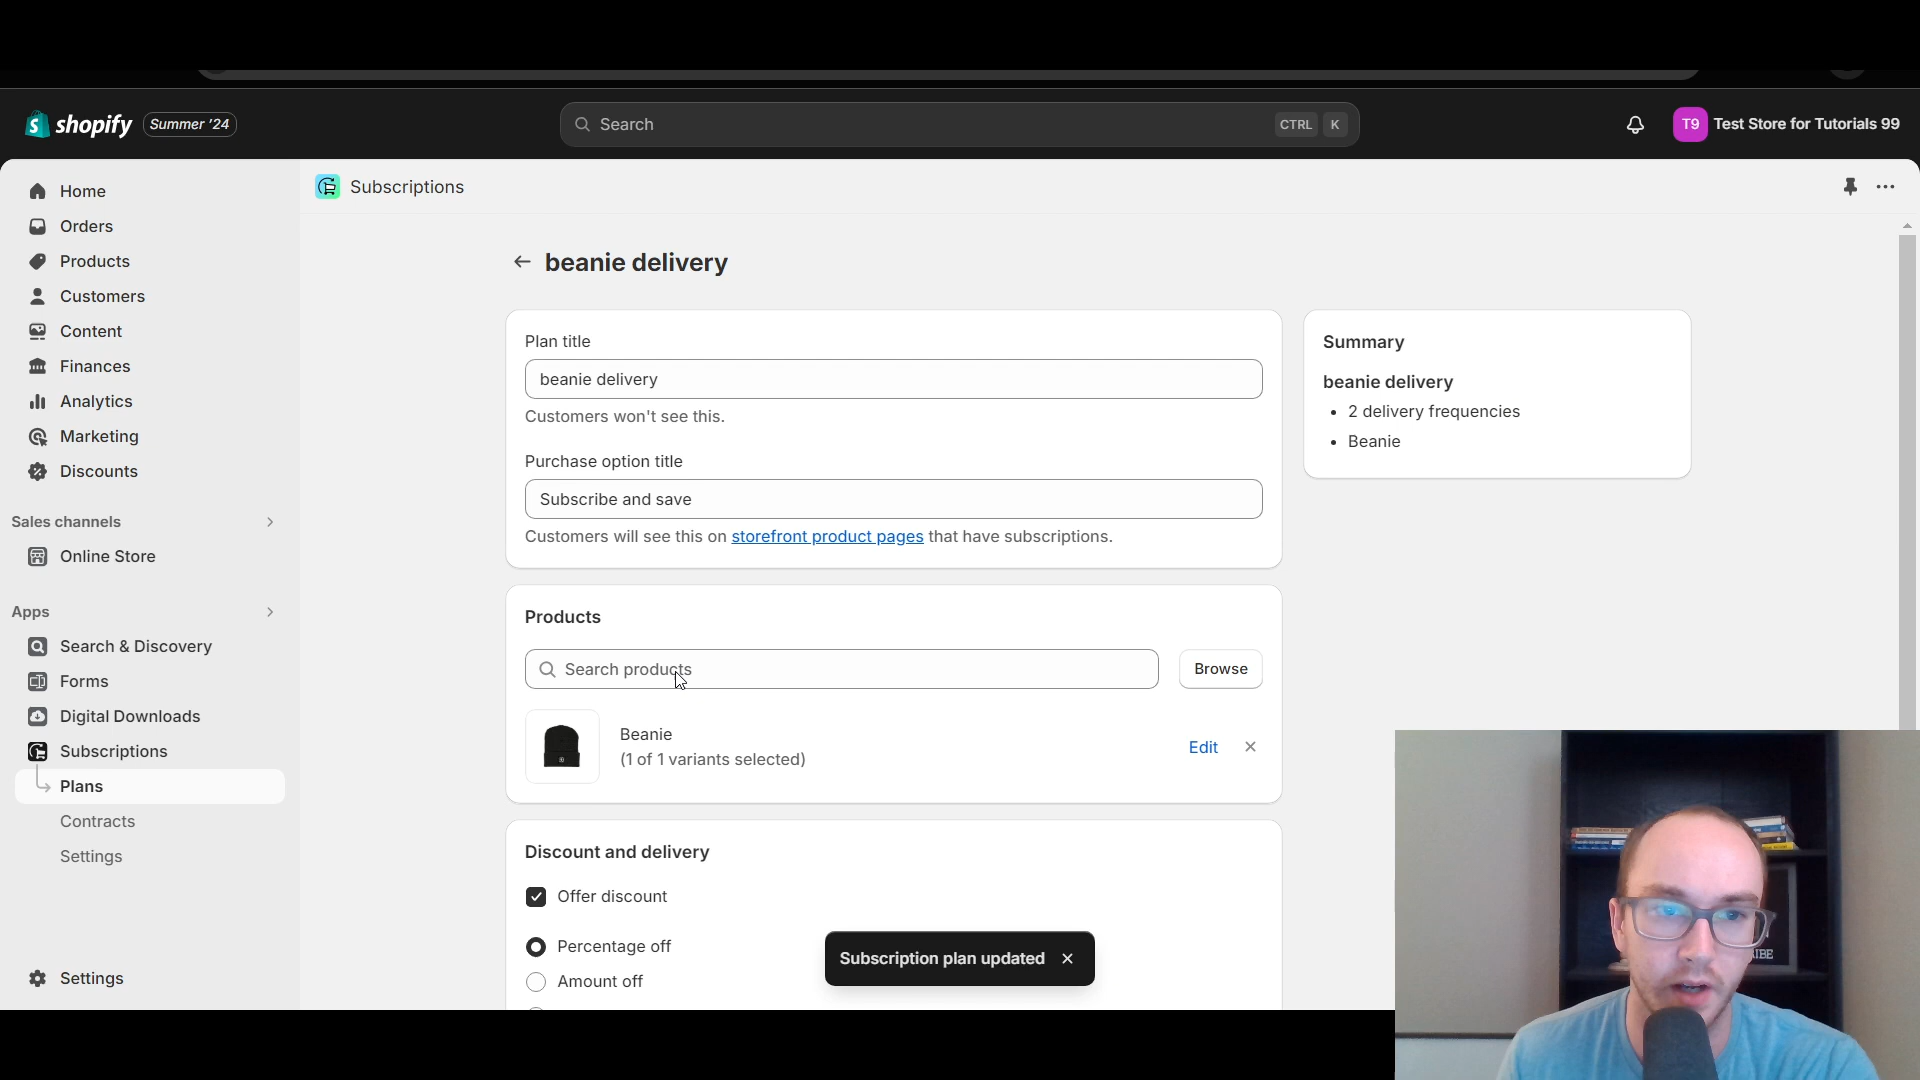 shopify
Summer '24
Search
CTRL K
T9
Test Store for Tutorials 99
Home
Orders
Products
Customers
Content
Finances
Analytics
Marketing
Discounts
Sales channels
Online Store
Apps
Search & Discovery
Forms
Digital Downloads
Subscriptions
Plans
Contracts
Settings
Settings
Subscriptions
beanie delivery
Plan title
beanie delivery
Customers won't see this.
Purchase option title
Subscribe and save
Customers will see this on storefront product pages that have subscriptions.
Products
Search products
Browse
Beanie
(1 of 1 variants selected)
Edit
Discount and delivery
Offer discount
Percentage off
Amount off
Subscription plan updated
Summary
beanie delivery
• 2 delivery frequencies
• Beanie